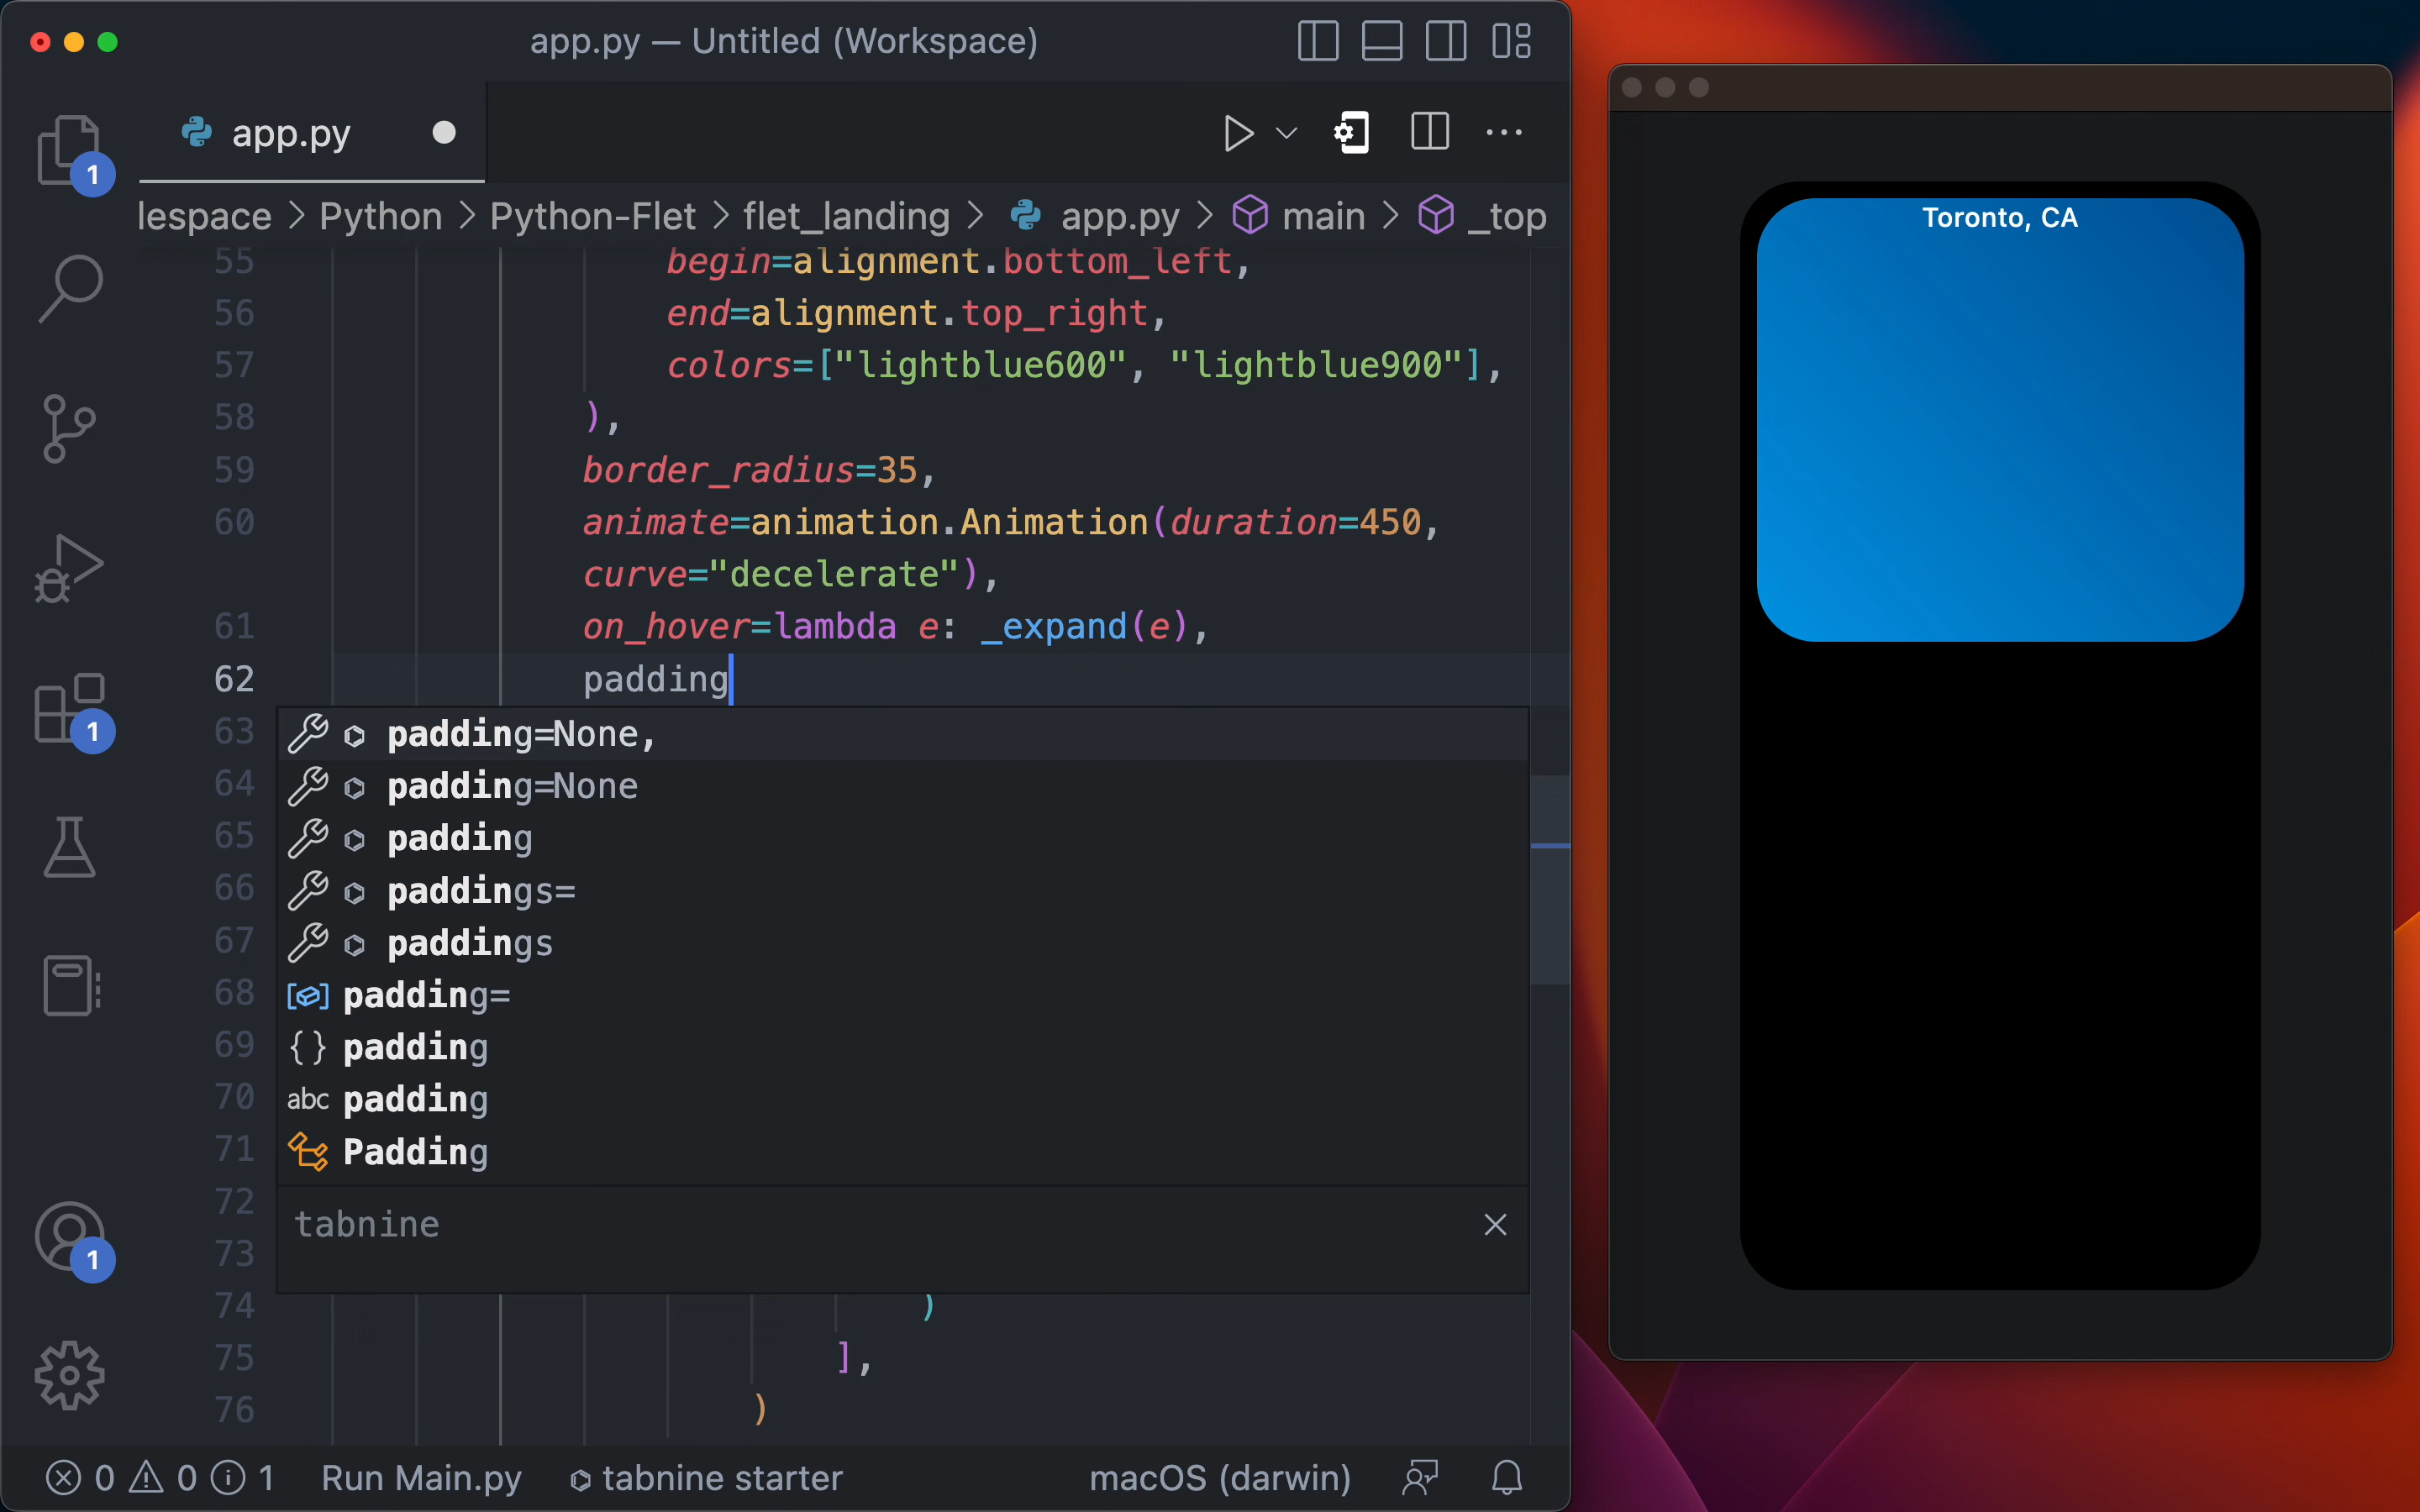 app.py — Untitled (Workspace)
app.py
1
lespace > Python > Python-Flet > flet_landing > app.py > main > _top
55 begin=alignment.bottom_left,
56 end=alignment.top_right,
57 colors=["lightblue600", "lightblue900"],
58 ),
59 border_radius=35,
60 animate=animation.Animation(duration=450,
curve="decelerate"),
61 on_hover=lambda e: _expand(e),
62 padding
63 padding=None,
64 padding=None
65 padding
66 paddings=
67 paddings
68 padding=
69 padding
70 abc padding
71 Padding
72
tabnine
73
74 )
75 ],
76 )
1
1
0 0 1 Run Main.py tabnine starter macOS (darwin)
Toronto, CA